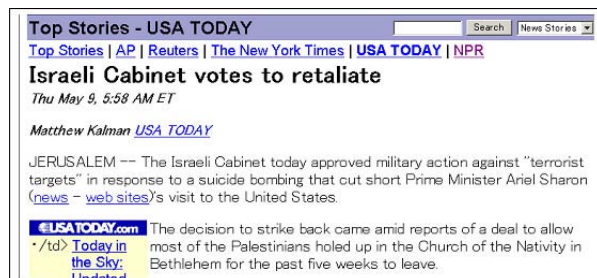 Top Stories - USA TODAY
Search
News Stories
Top Stories | AP | Reuters | The New York Times | USA TODAY | NPR
Israeli Cabinet votes to retaliate
Thu May 9, 5:58 AM ET
Matthew Kalman USA TODAY
JERUSALEM -- The Israeli Cabinet today approved military action against "terrorist
targets" in response to a suicide bombing that cut short Prime Minister Ariel Sharon
(news - web sites)'s visit to the United States.
USATODAY.com
·/td> Today in
the Sky:
Updated
The decision to strike back came amid reports of a deal to allow
most of the Palestinians holed up in the Church of the Nativity in
Bethlehem for the past five weeks to leave.